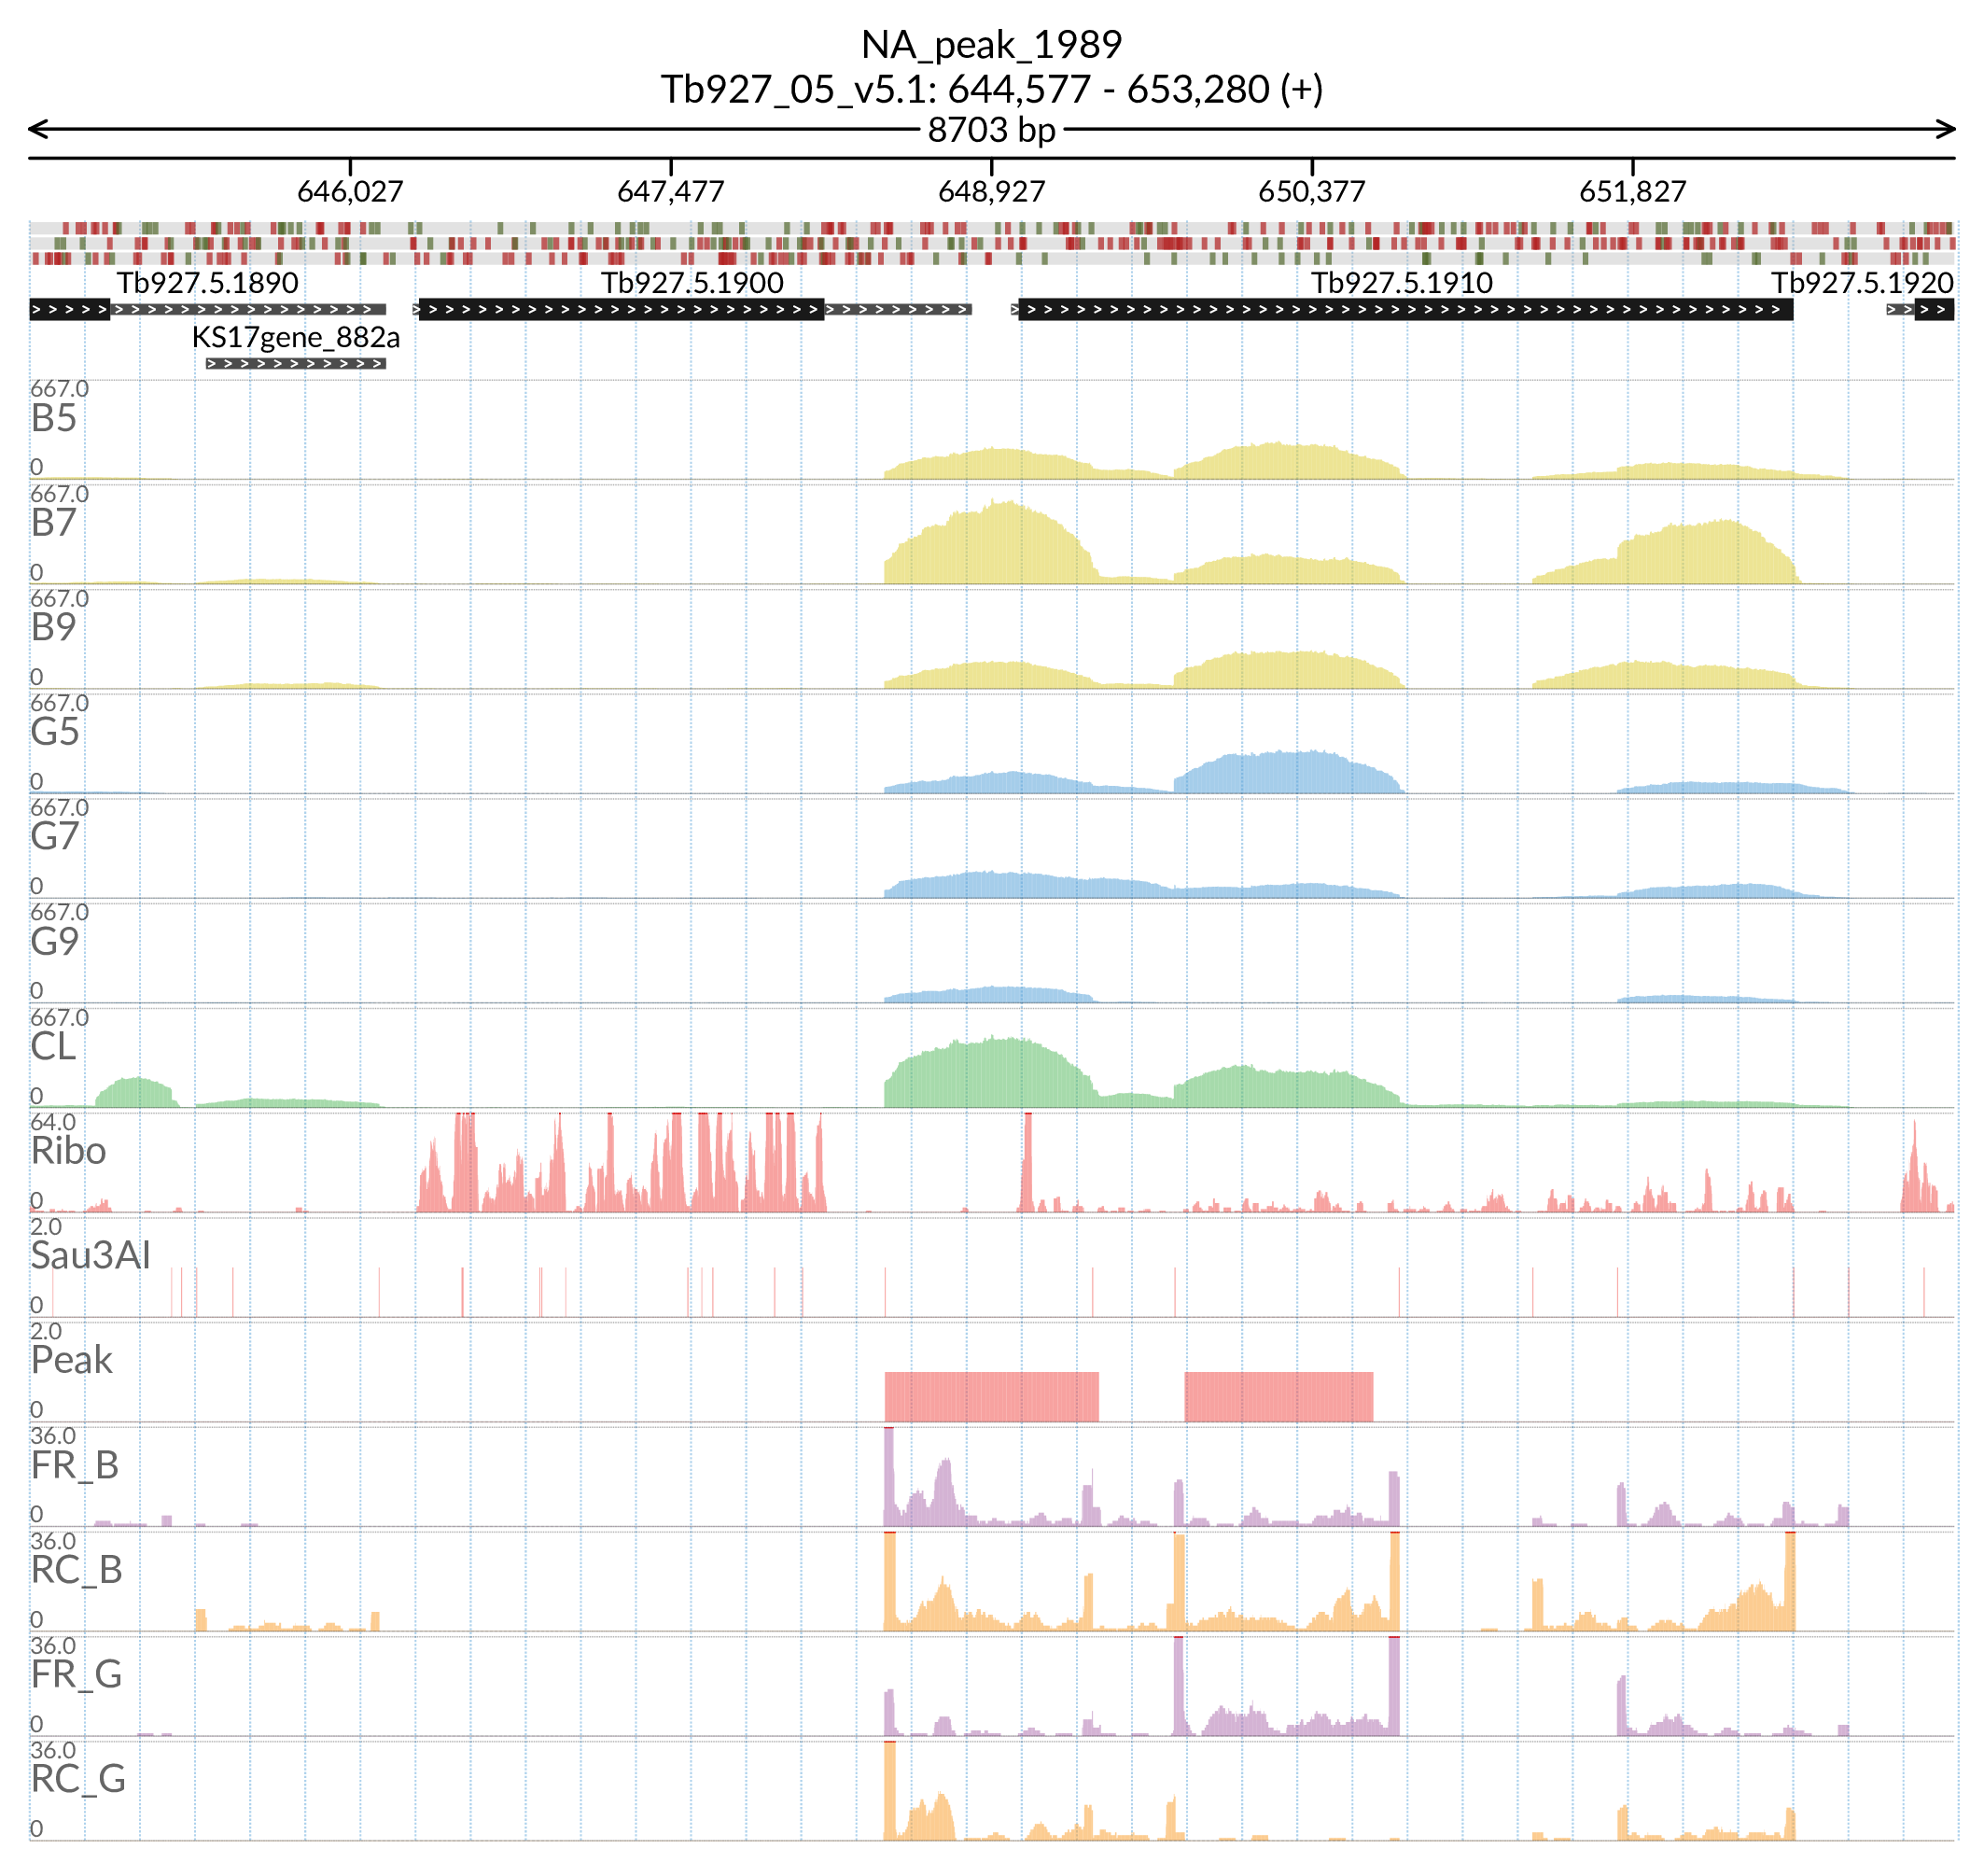 NA_peak_1989
Tb927_05_v5.1: 644,577 - 653,280 (+)
8703 bp
646,027 647,477 648,927 650,377 651,827
Tb927.5.1890 Tb927.5.1900 Tb927.5.1910 Tb927.5.1920
KS17gene_882a
667.0
B5
0
667.0
B7
0
667.0
B9
0
667.0
G5
0
667.0
G7
0
667.0
G9
0
667.0
CL
0
64.0
Ribo
0
2.0
Sau3AI
0
2.0
Peak
0
36.0
FR_B
0
36.0
RC_B
0
36.0
FR_G
0
36.0
RC_G
0